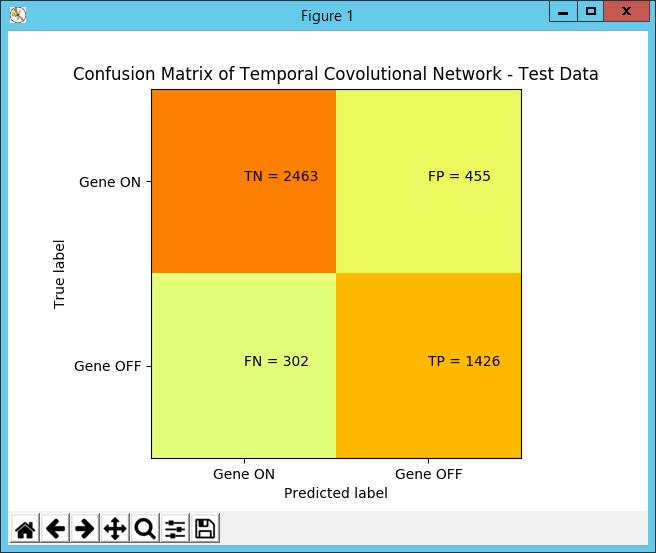 Figure 1
Confusion Matrix of Temporal Covolutional Network - Test Data
TN = 2463
FP = 455
Gene ON
True label
FN = 302
TP = 1426
Gene OFF
Gene ON
Gene OFF
Predicted label